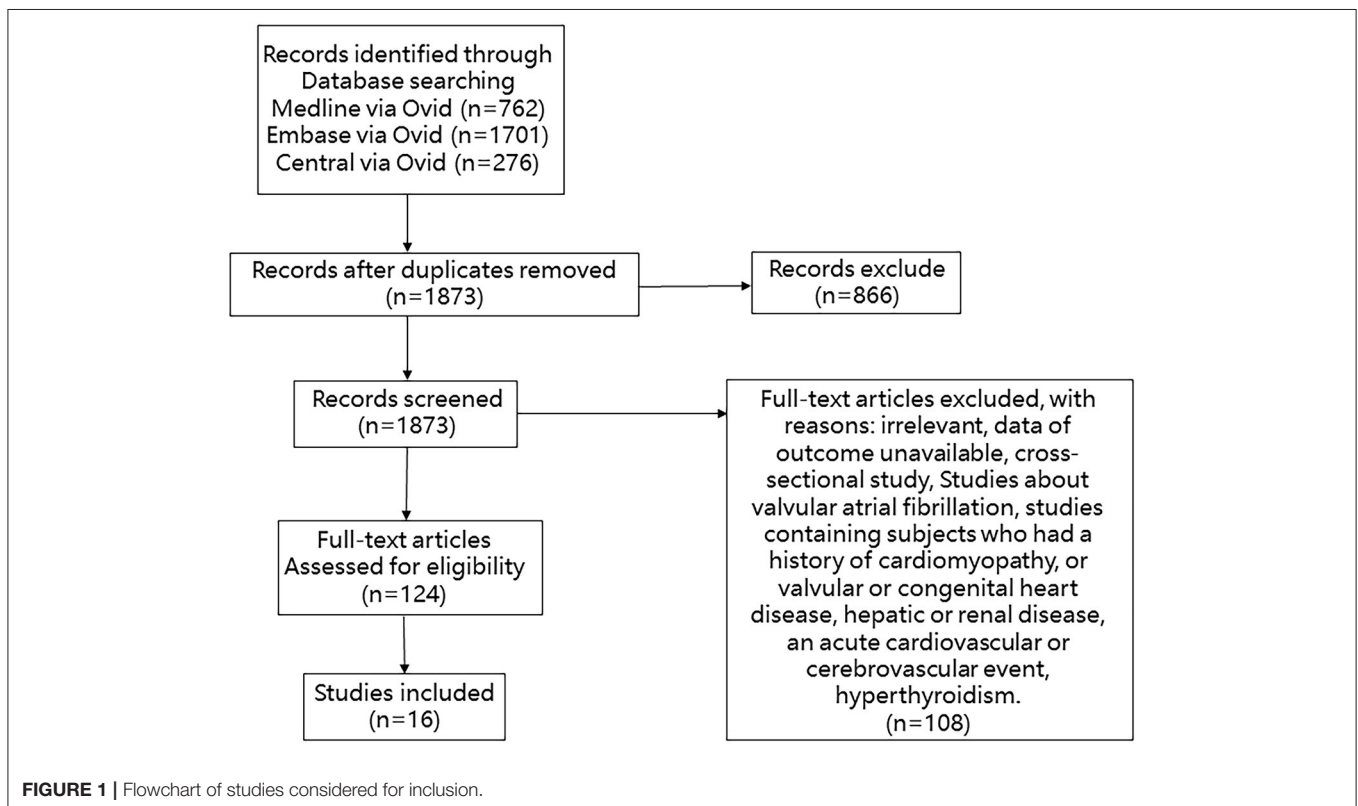 Records identified through
Database searching
Medline via Ovid (n=762)
Embase via Ovid (n=1701)
Central via Ovid (n=276)
Records after duplicates removed
(n=1873)
Records exclude
(n=866)
Records screened
(n=1873)
Full-text articles excluded, with
reasons: irrelevant, data of
outcome unavailable, cross-
sectional study, Studies about
valvular atrial fibrillation, studies
containing subjects who had a
history of cardiomyopathy, or
valvular or congenital heart
disease, hepatic or renal disease,
an acute cardiovascular or
cerebrovascular event,
hyperthyroidism.
(n=108)
Full-text articles
Assessed for eligibility
(n=124)
Studies included
(n=16)
FIGURE 1 | Flowchart of studies considered for inclusion.